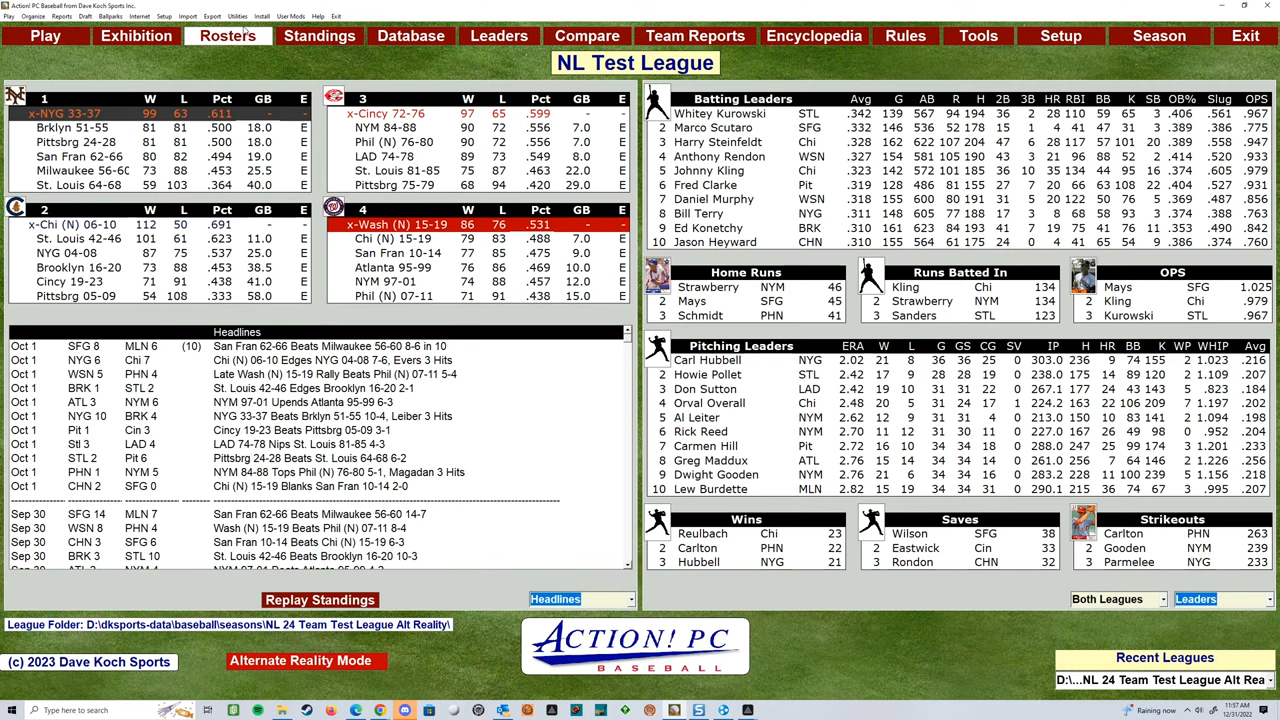 Action! PC Baseball from Dave Koch Sports Inc.
Play Organize Reports Draft Ballparks Internet Setup Import Export Utilities Install User Mods Help Exit
Play Exhibition Rosters Standings Database Leaders Compare Team Reports Encyclopedia Rules Tools Setup Season Exit
NL Test League
1 W L Pct GB E
x-NYG 33-37 99 63 .611 - -
Brklyn 51-55 81 81 .500 18.0 E
Pittsbrg 24-28 81 81 .500 18.0 E
San Fran 62-66 80 82 .494 19.0 E
Milwaukee 56-60 73 88 .453 25.5 E
St. Louis 64-68 59 103 .364 40.0 E
3 W L Pct GB E
x-Cincy 72-76 97 65 .599 - -
NYM 84-88 90 72 .556 7.0 E
Phil (N) 76-80 90 72 .556 7.0 E
LAD 74-78 89 73 .549 8.0 E
St. Louis 81-85 75 87 .463 22.0 E
Pittsbrg 75-79 68 94 .420 29.0 E
2 W L Pct GB E
x-Chi (N) 06-10 112 50 .691 - -
St. Louis 42-46 101 61 .623 11.0 E
NYG 04-08 87 75 .537 25.0 E
Brooklyn 16-20 73 88 .453 38.5 E
Cincy 19-23 71 91 .438 41.0 E
Pittsbrg 05-09 54 108 .333 58.0 E
4 W L Pct GB E
x-Wash (N) 15-19 86 76 .531 - -
Chi (N) 15-19 79 83 .488 7.0 E
San Fran 10-14 77 85 .475 9.0 E
Atlanta 95-99 76 86 .469 10.0 E
NYM 97-01 74 88 .457 12.0 E
Phil (N) 07-11 71 91 .438 15.0 E
Headlines
Oct 1 SFG 8 MLN 6 (10) San Fran 62-66 Beats Milwaukee 56-60 8-6 in 10
Oct 1 NYG 6 Chi 7 Chi (N) 06-10 Edges NYG 04-08 7-6, Evers 3 Hits
Oct 1 WSN 5 PHN 4 Late Wash (N) 15-19 Rally Beats Phil (N) 07-11 5-4
Oct 1 BRK 1 STL 2 St. Louis 42-46 Edges Brooklyn 16-20 2-1
Oct 1 ATL 3 NYM 6 NYM 97-01 Upends Atlanta 95-99 6-3
Oct 1 NYG 10 BRK 4 NYG 33-37 Beats Brklyn 51-55 10-4, Leiber 3 Hits
Oct 1 Pit 1 Cin 3 Cincy 19-23 Beats Pittsbrg 05-09 3-1
Oct 1 Stl 3 LAD 4 LAD 74-78 Nips St. Louis 81-85 4-3
Oct 1 STL 2 Pit 6 Pittsbrg 24-28 Beats St. Louis 64-68 6-2
Oct 1 PHN 1 NYM 5 NYM 84-88 Tops Phil (N) 76-80 5-1, Magadan 3 Hits
Oct 1 CHN 2 SFG 0 Chi (N) 15-19 Blanks San Fran 10-14 2-0
Sep 30 SFG 14 MLN 7 San Fran 62-66 Beats Milwaukee 56-60 14-7
Sep 30 WSN 8 PHN 4 Wash (N) 15-19 Beats Phil (N) 07-11 8-4
Sep 30 CHN 3 SFG 6 San Fran 10-14 Beats Chi (N) 15-19 6-3
Sep 30 BRK 3 STL 10 St. Louis 42-46 Beats Brooklyn 16-20 10-3
Replay Standings Headlines
League Folder: D:\dksports-data\baseball\seasons\NL 24 Team Test League Alt Reality\
(c) 2023 Dave Koch Sports Alternate Reality Mode
ACTION! PC
BASEBALL
Batting Leaders Avg G AB R H 2B 3B HR RBI BB K SB OB% Slug OPS
Whitey Kurowski STL .342 139 567 94 194 36 2 28 110 59 65 3 .406 .561 .967
2 Marco Scutaro SFG .332 146 536 52 178 15 1 4 41 47 31 3 .389 .386 .775
3 Jason Heyward Chi .328 162 622 107 204 47 6 28 117 57 101 20 .389 .558 .947
4 Anthony Rendon WSN .327 154 581 105 190 43 3 21 96 88 52 2 .414 .520 .933
5 Johnny Kling Chi .323 142 572 101 185 36 10 35 134 44 95 16 .374 .605 .979
6 Fred Clarke Pit .319 128 486 81 155 27 7 20 66 63 108 22 .404 .527 .931
7 Daniel Murphy WSN .319 155 600 80 191 31 5 20 122 50 76 6 .369 .487 .856
8 Bill Terry NYG .311 148 605 77 188 17 3 8 65 58 53 3 .374 .388 .763
9 Ed Konetchy BRK .310 161 623 84 193 41 7 19 73 41 76 11 .353 .490 .842
10 Jason Heyward CHN .310 155 564 61 175 24 0 4 41 65 54 9 .386 .374 .760
Home Runs
Strawberry NYM 46
2 Mays SFG 45
3 Schmidt PHN 41
Runs Batted In
Kling Chi 134
2 Strawberry NYM 134
3 Sanders STL 123
OPS
Mays SFG 1.025
2 Kling Chi .979
3 Kurowski STL .967
Pitching Leaders ERA W L G GS CG SV IP H HR BB K WP WHIP Avg
Carl Hubbell NYG 2.02 21 8 36 36 25 0 303.0 236 9 74 155 2 1.023 .216
2 Howie Pollet STL 2.42 17 9 28 28 19 0 238.0 175 14 89 120 2 1.109 .207
3 Don Sutton LAD 2.42 19 10 31 31 22 0 267.1 177 24 43 143 2 .823 .184
4 Orval Overall Chi 2.48 20 5 31 24 17 1 224.2 163 22 106 209 7 1.197 .202
5 Al Leiter NYM 2.62 12 9 31 31 4 0 213.0 150 10 83 141 2 1.094 .198
6 Rick Reed NYM 2.70 11 12 31 30 11 0 227.0 167 26 49 98 0 .952 .204
7 Carmen Hill Pit 2.72 16 10 34 34 18 0 288.0 247 25 99 174 3 1.201 .233
8 Greg Maddux ATL 2.76 15 14 34 34 14 0 261.0 256 7 64 146 2 1.226 .256
9 Dwight Gooden NYM 2.76 21 6 34 34 16 0 283.2 228 11 100 239 5 1.156 .219
10 Lew Burdette MLN 2.82 15 19 34 34 31 0 290.1 215 36 74 67 3 .995 .207
Wins
Reulbach Chi 23
2 Carlton PHN 22
3 Hubbell NYG 21
Saves
Wilson SFG 38
2 Eastwick Cin 33
3 Rondon CHN 32
Strikeouts
Carlton PHN 263
2 Gooden NYM 239
3 Parmelee NYG 233
Both Leagues Leaders
Recent Leagues
D:\...NL 24 Team Test League Alt Rea
Type here to search
Raining now
11:57 AM
12/31/2022